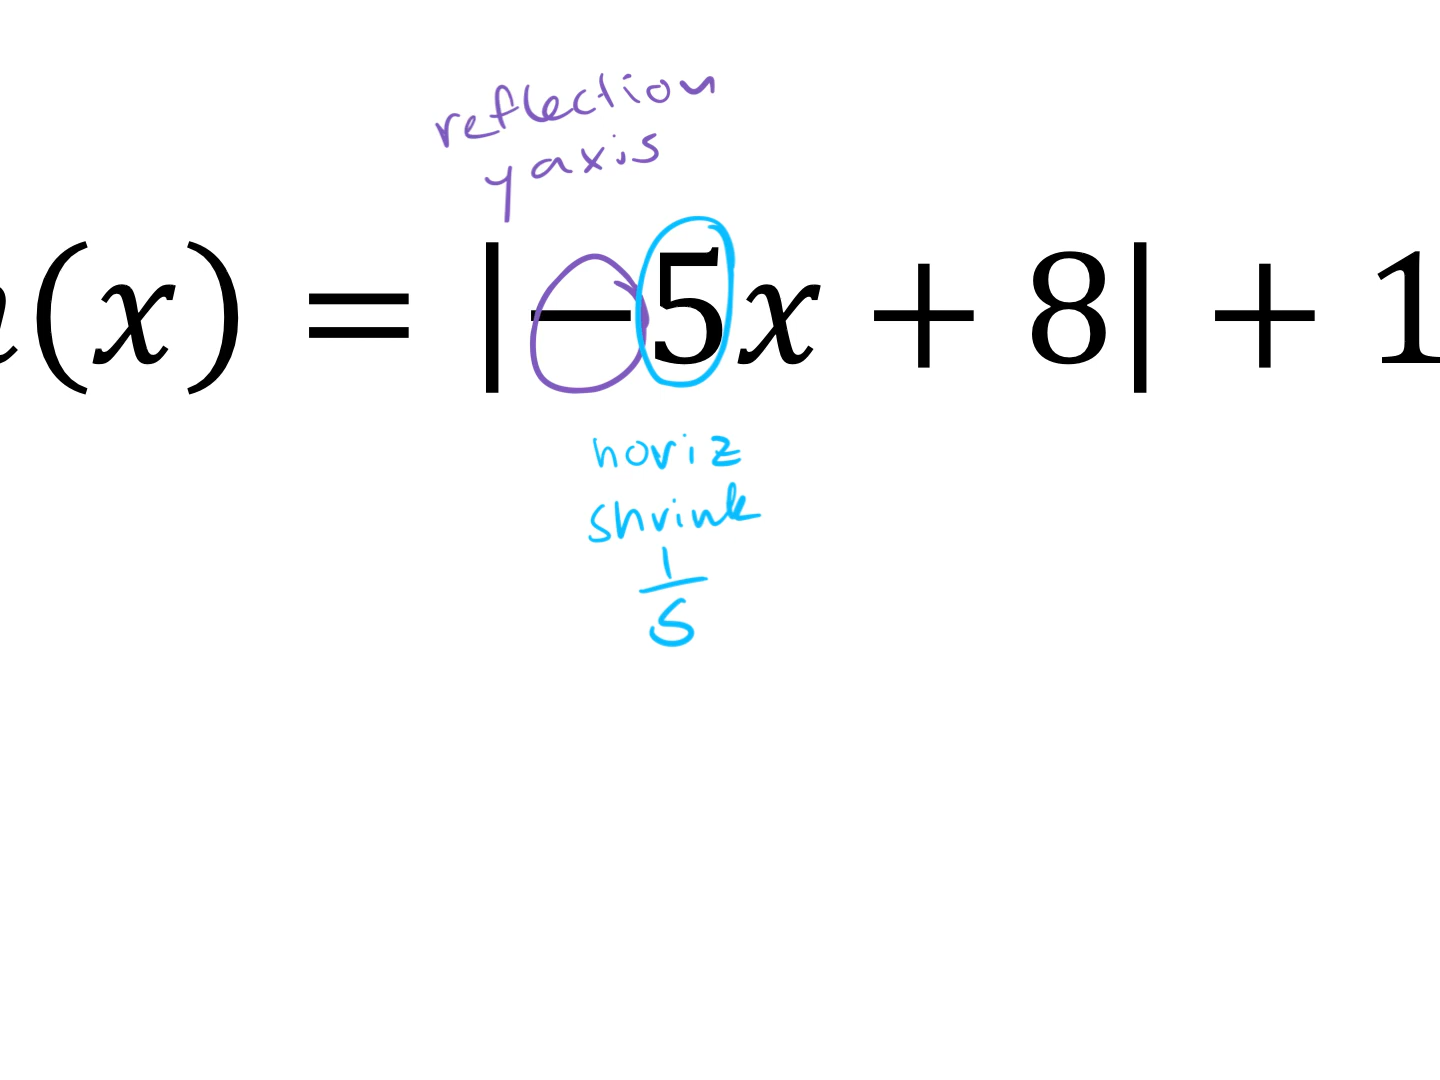 reflection
y axis
(x) = |−5x + 8| + 1
horiz
shrink
1
5